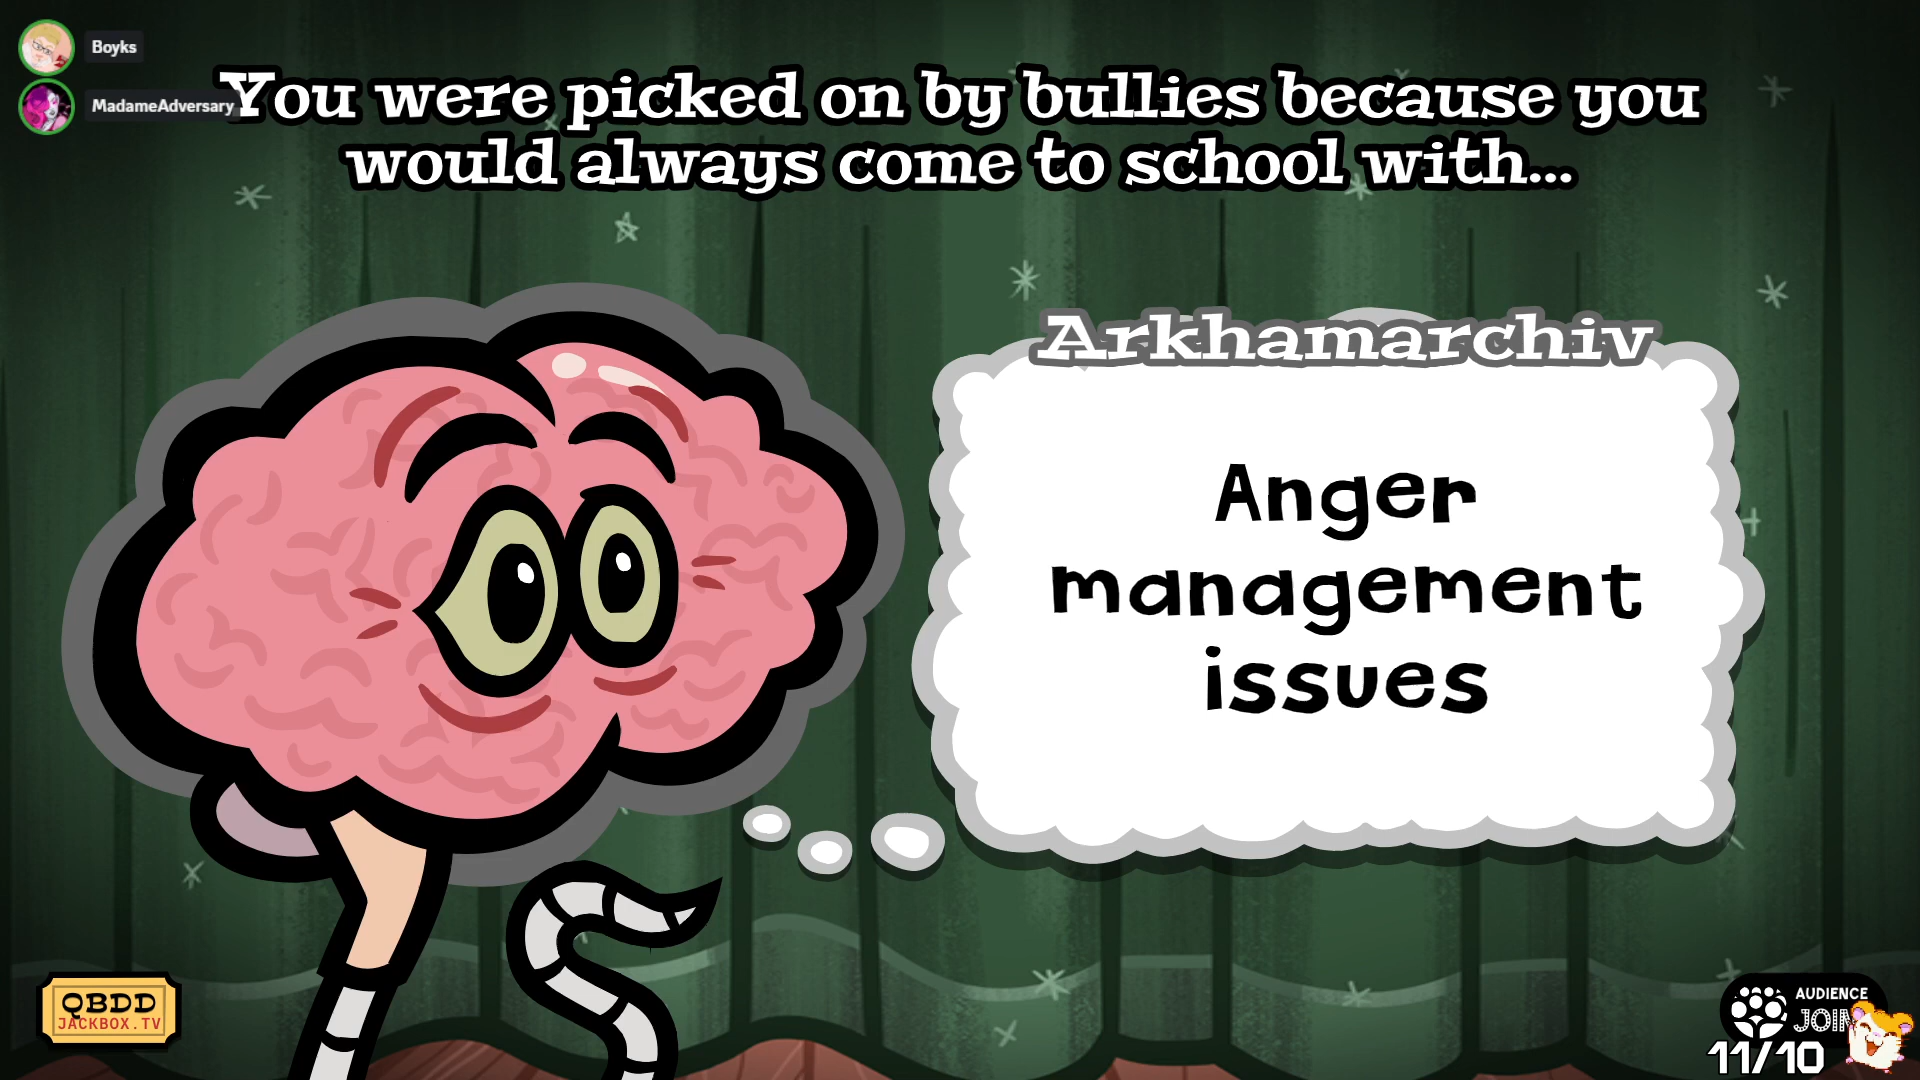 Boyks
MadameAdversary
You were picked on by bullies because you
would always come to school with...
Arkhamarchiv
Anger
management
issues
QBDD
JACKBOX.TV
AUDIENCE
JOIN
11/10